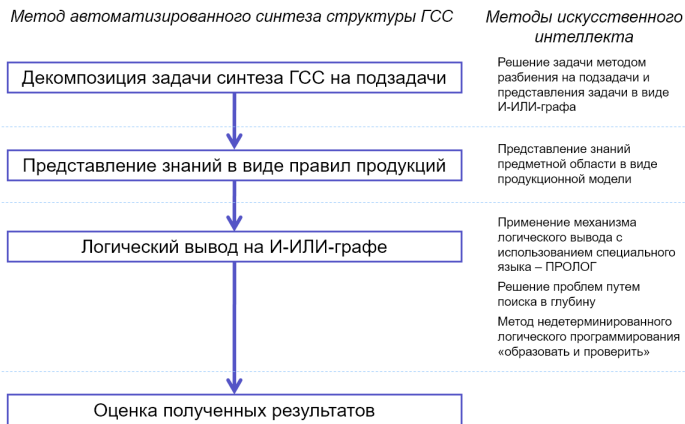 Метод автоматизированного синтеза структуры ГСС
Методы искусственного
интеллекта
Декомпозиция задачи синтеза ГСС на подзадачи
Решение задачи методом
разбиения на подзадачи и
представления задачи в виде
И-ИЛИ-графа
Представление знаний в виде правил продукций
Представление знаний
предметной области в виде
продукционной модели
Логический вывод на И-ИЛИ-графе
Применение механизма
логического вывода с
использованием специального
языка – ПРОЛОГ
Решение проблем путем
поиска в глубину
Метод недетерминированного
логического программирования
«образовать и проверить»
Оценка полученных результатов